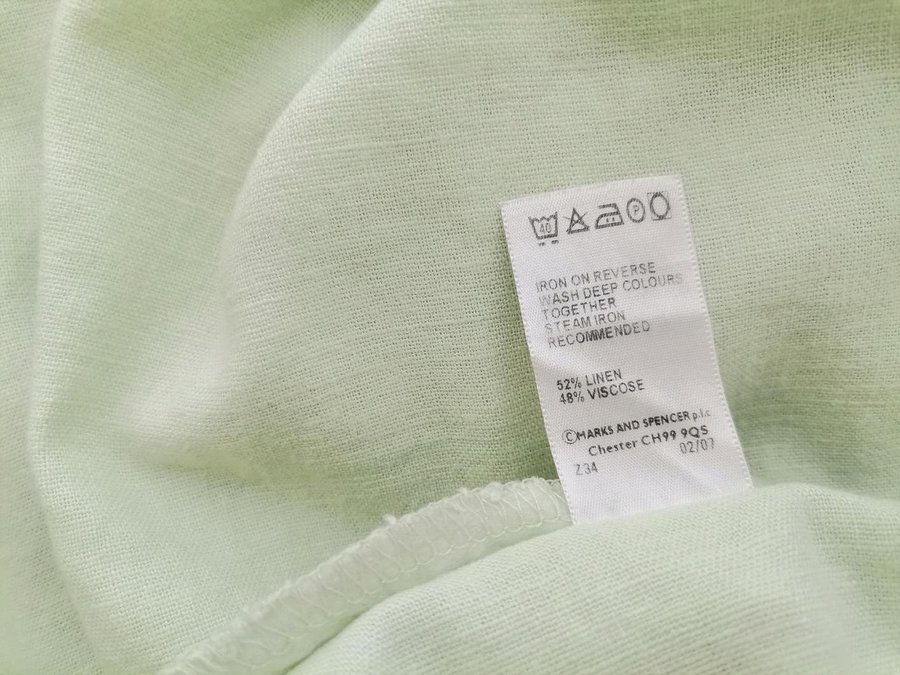 40
P
IRON ON REVERSE
WASH DEEP COLOURS
TOGETHER
STEAM IRON
RECOMMENDED
52% LINEN
48% VISCOSE
©MARKS AND SPENCER p.l.c
Chester CH99 9QS
Z34 02/07